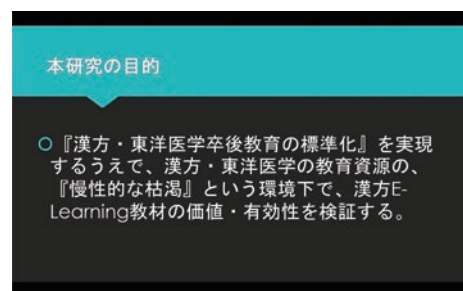 本研究の目的
『漢方・東洋医学卒後教育の標準化』を実現
するうえで、漢方・東洋医学の教育資源の、
『慢性的な枯渇』という環境下で、漢方E-
Learning教材の価値・有効性を検証する。